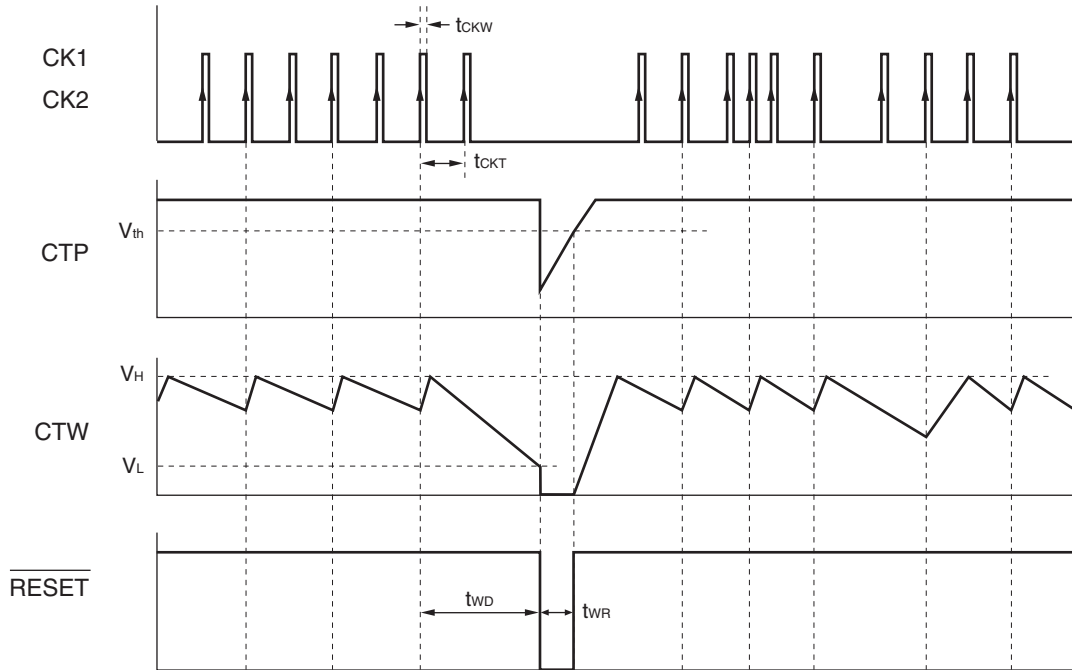 tCKW
CK1
CK2
tCKT
Vth
CTP
VH
CTW
VL
RESET
tWD
tWR